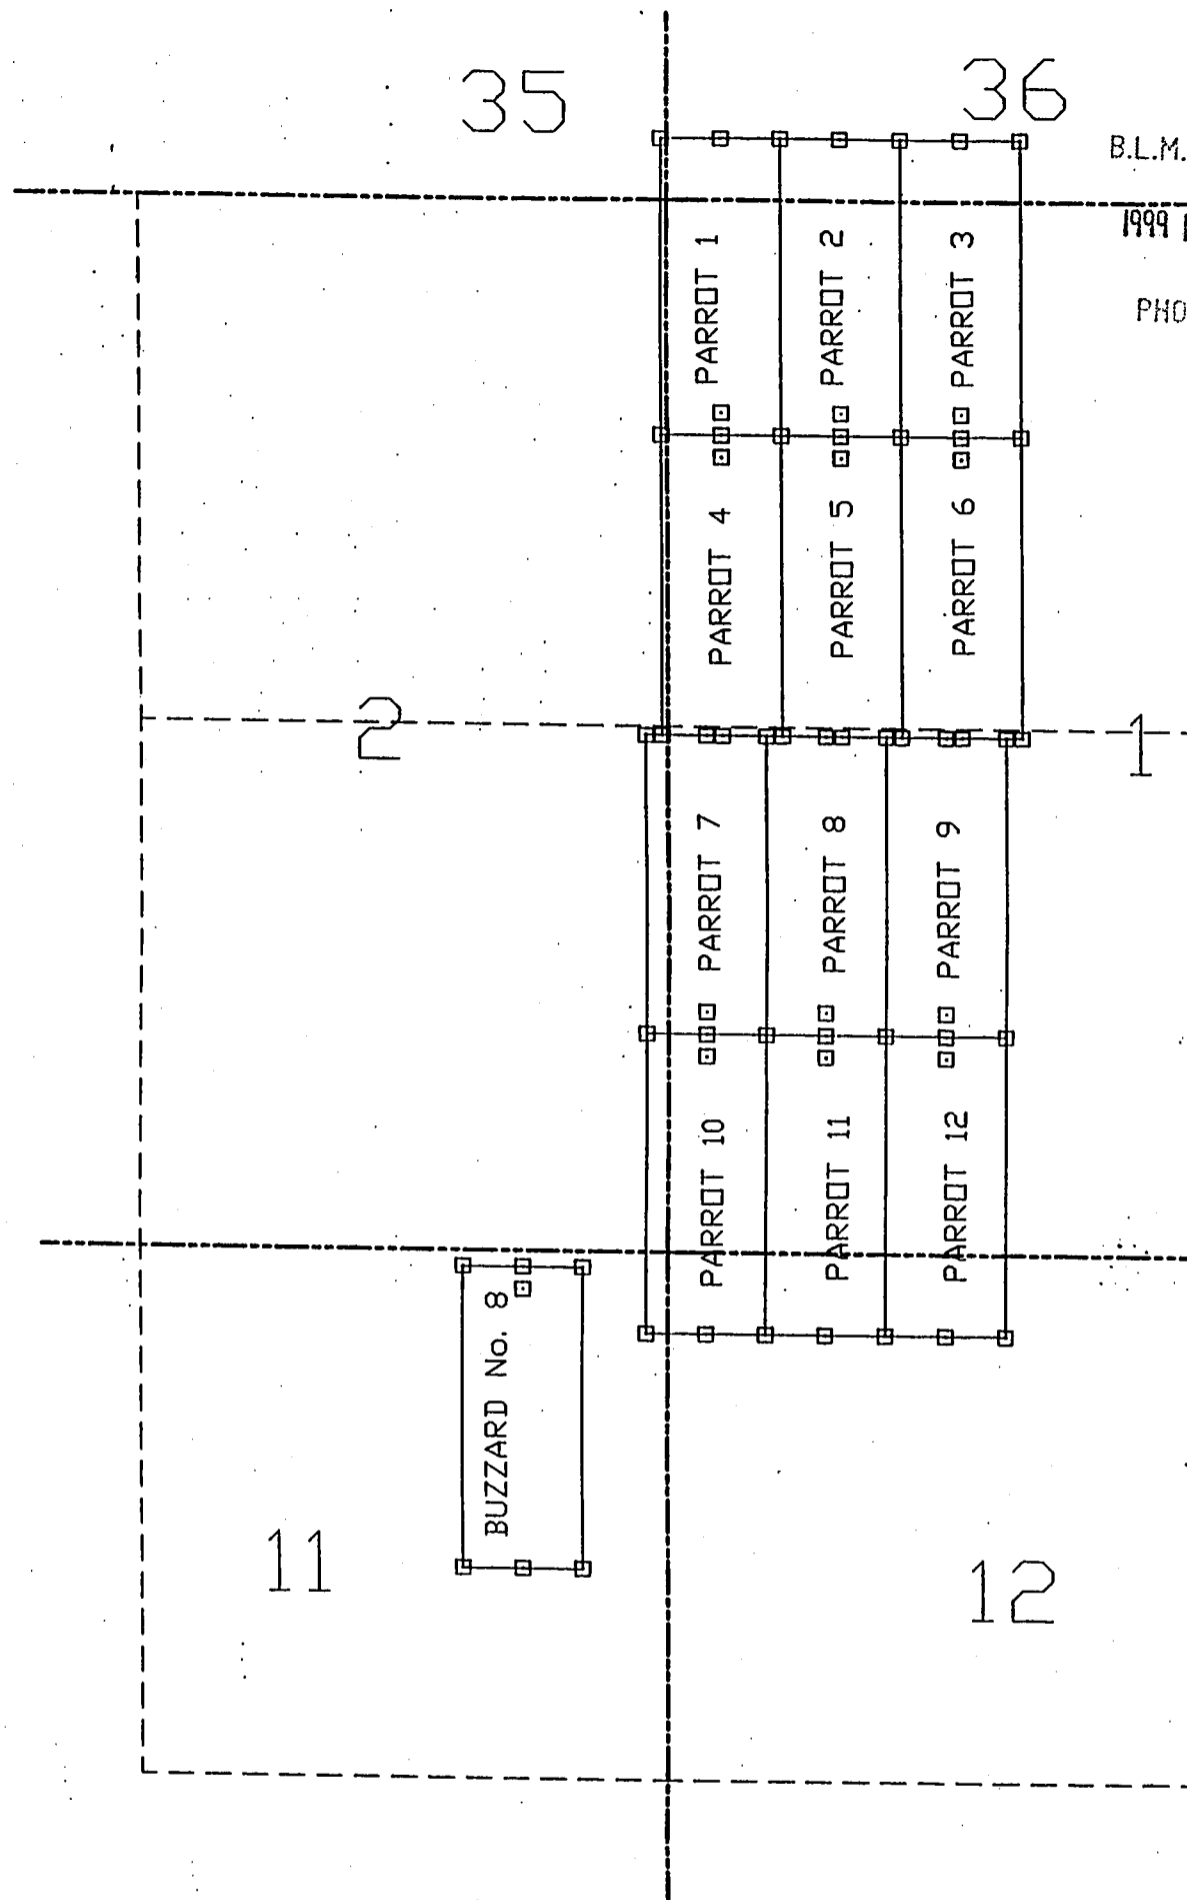 35
36
B.L.M.
1999
PHO
PARROT 1
PARROT 2
PARROT 3
PARROT 4
PARROT 5
PARROT 6
2
1
PARROT 7
PARROT 8
PARROT 9
PARROT 10
PARROT 11
PARROT 12
BUZZARD No. 8
11
12